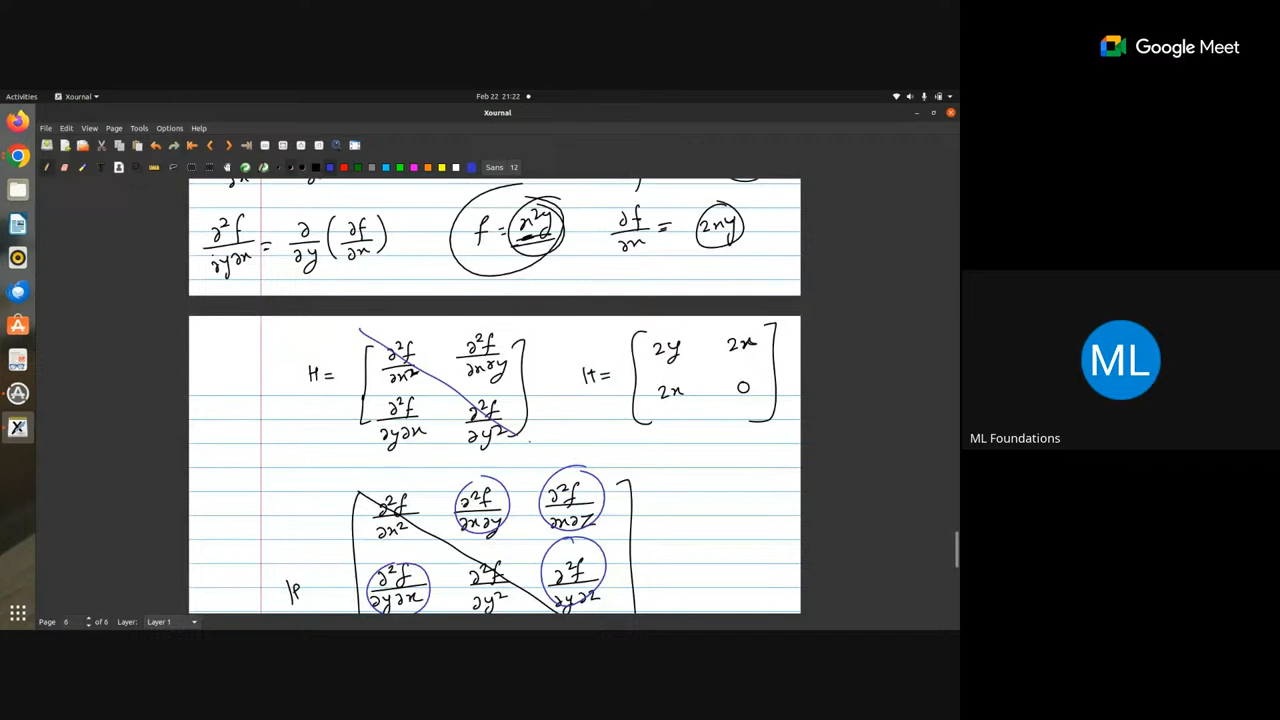 Google Meet
Activities
Xournal
Feb 22 21:22
Xournal
File Edit View Page Tools Options Help
Sans 12
∂²f/∂y∂x = ∂/∂y (∂f/∂x)
f = x²y
∂f/∂x = 2xy
H = [ ∂²f/∂x² ∂²f/∂x∂y
∂²f/∂y∂x ∂²f/∂y² ]
H = [ 2y 2x
2x 0 ]
∂²f/∂x² ∂²f/∂x∂y ∂²f/∂x∂z
∂²f/∂y∂x ∂²f/∂y² ∂²f/∂y∂z
ML
ML Foundations
Page 6 of 6 Layer: Layer 1